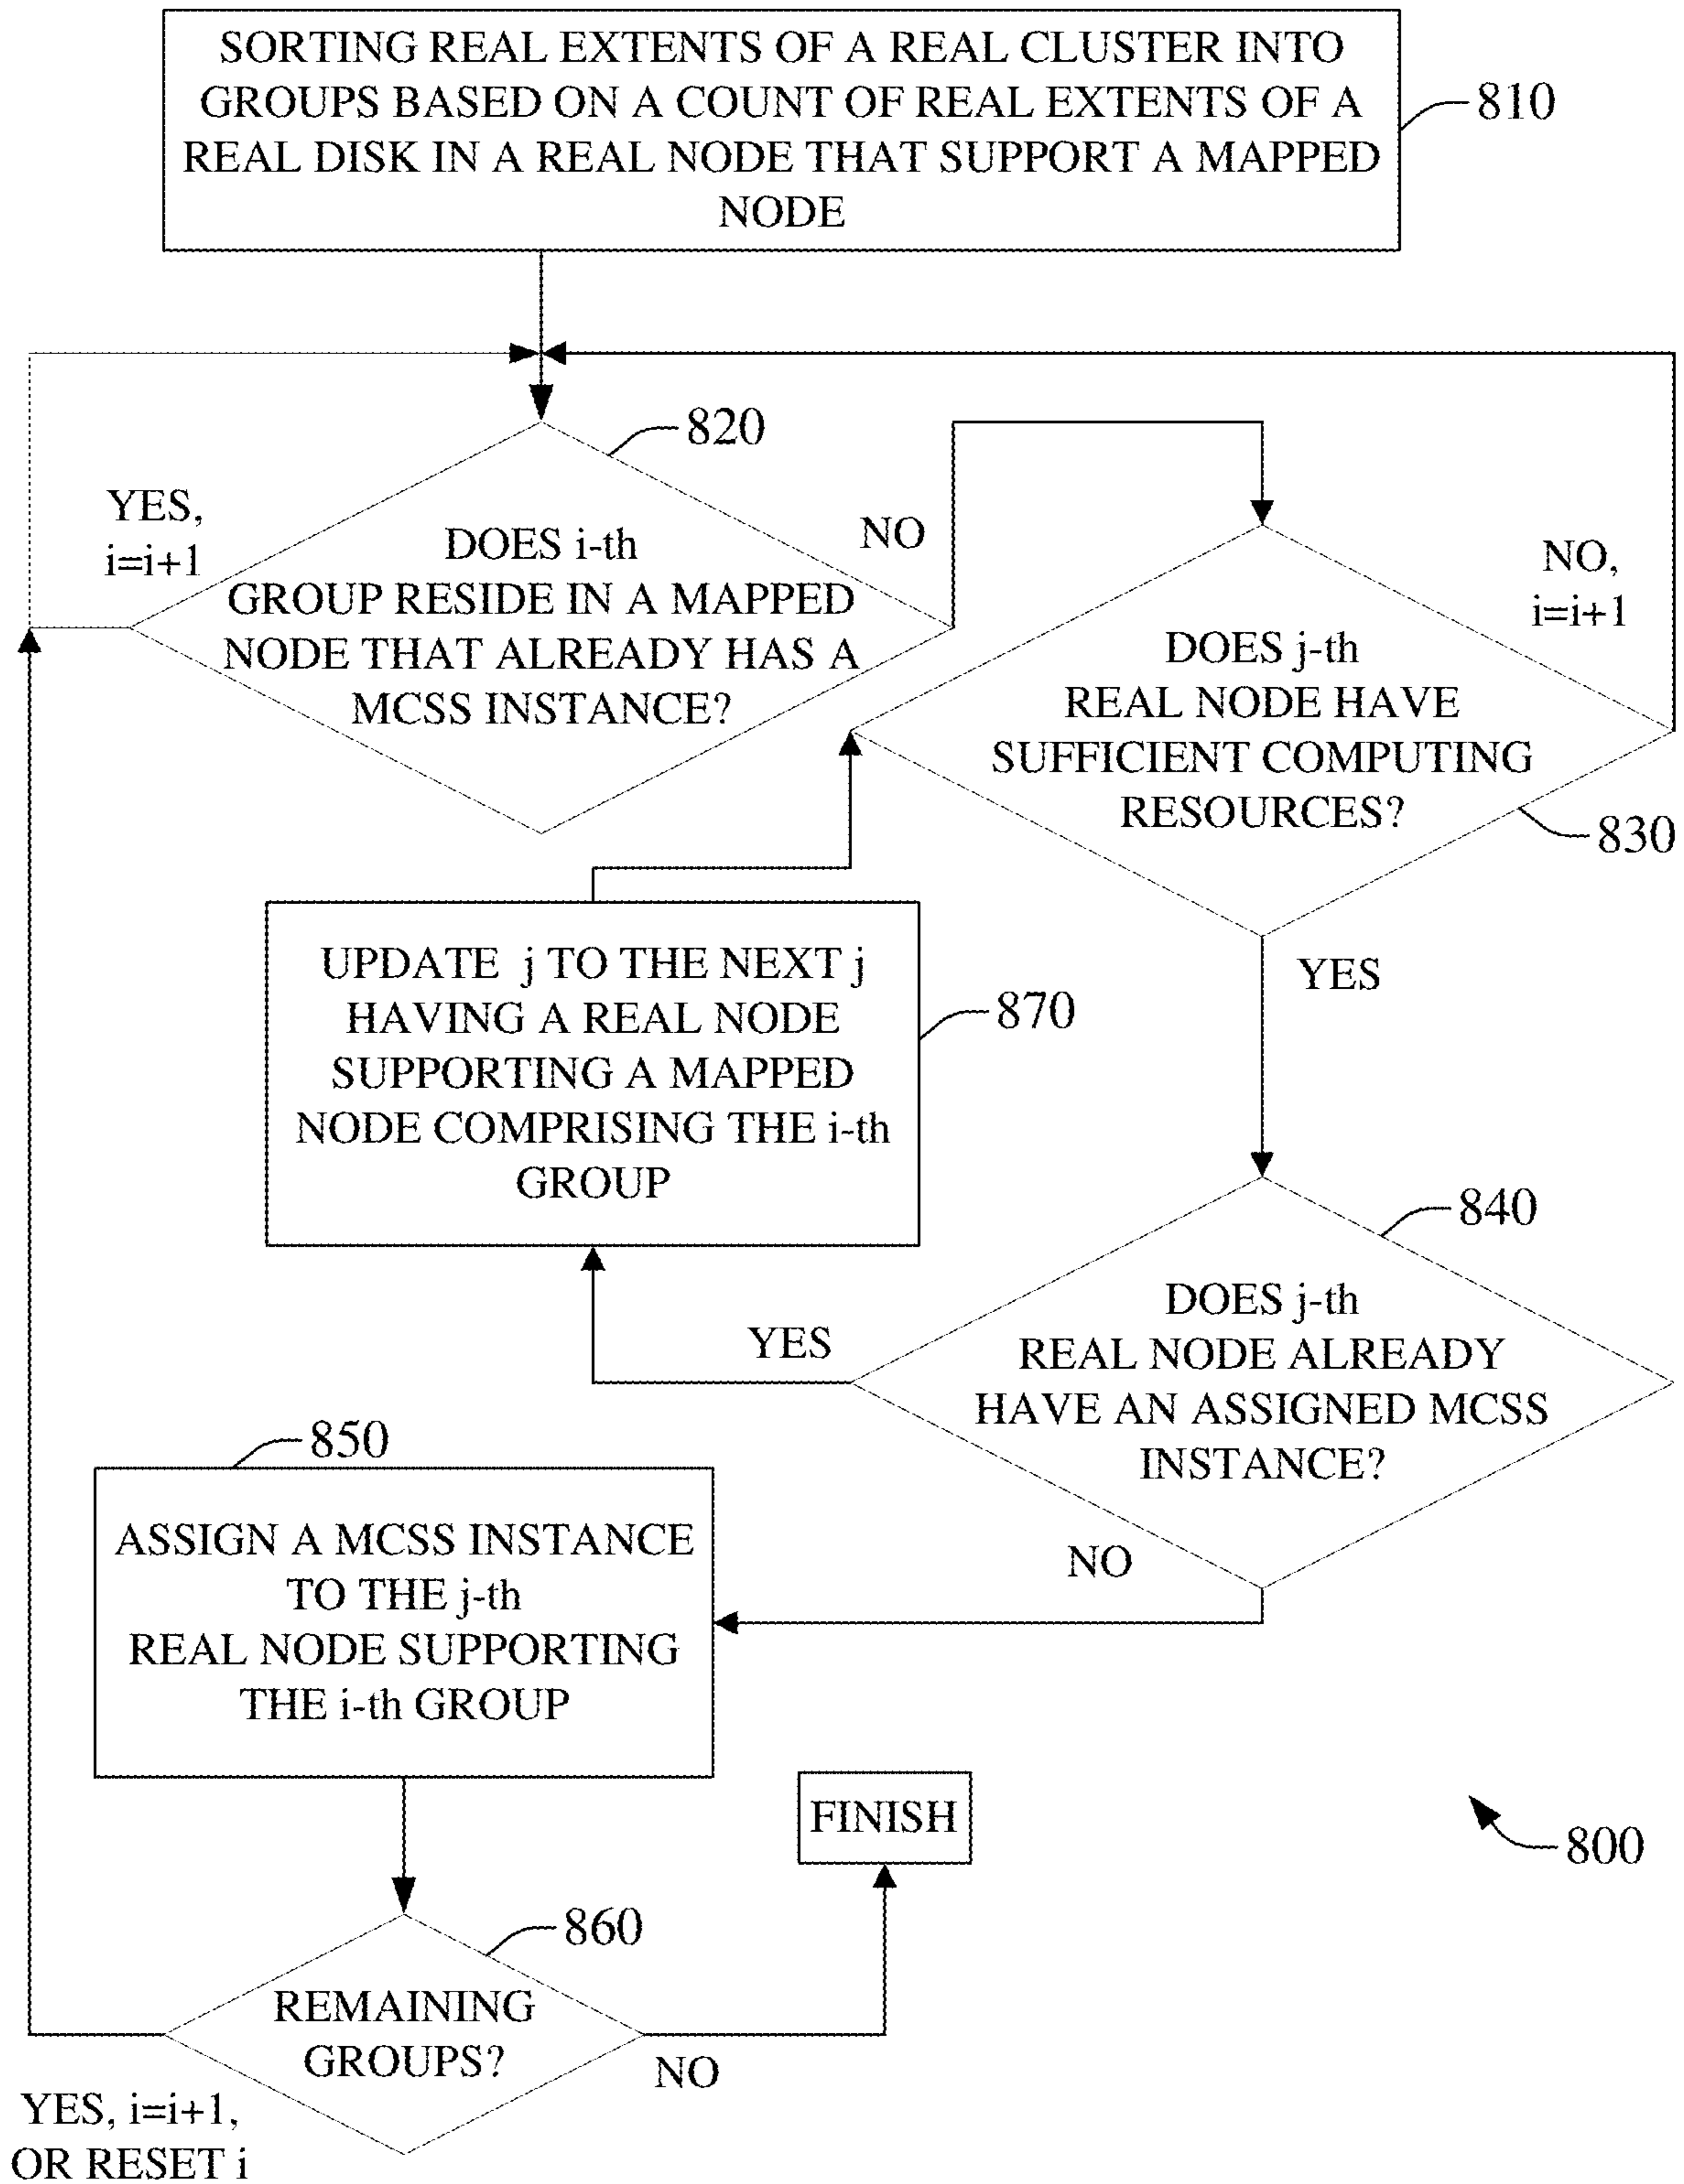 SORTING REAL EXTENTS OF A REAL CLUSTER INTO
GROUPS BASED ON A COUNT OF REAL EXTENTS OF A
REAL DISK IN A REAL NODE THAT SUPPORT A MAPPED
NODE
810
820
YES,
i=i+1
DOES i-th
GROUP RESIDE IN A MAPPED
NODE THAT ALREADY HAS A
MCSS INSTANCE?
NO
NO,
i=i+1
DOES j-th
REAL NODE HAVE
SUFFICIENT COMPUTING
RESOURCES?
830
YES
UPDATE j TO THE NEXT j
HAVING A REAL NODE
SUPPORTING A MAPPED
NODE COMPRISING THE i-th
GROUP
870
840
DOES j-th
REAL NODE ALREADY
HAVE AN ASSIGNED MCSS
INSTANCE?
YES
NO
850
ASSIGN A MCSS INSTANCE
TO THE j-th
REAL NODE SUPPORTING
THE i-th GROUP
FINISH
800
860
REMAINING
GROUPS?
NO
YES, i=i+1,
OR RESET i